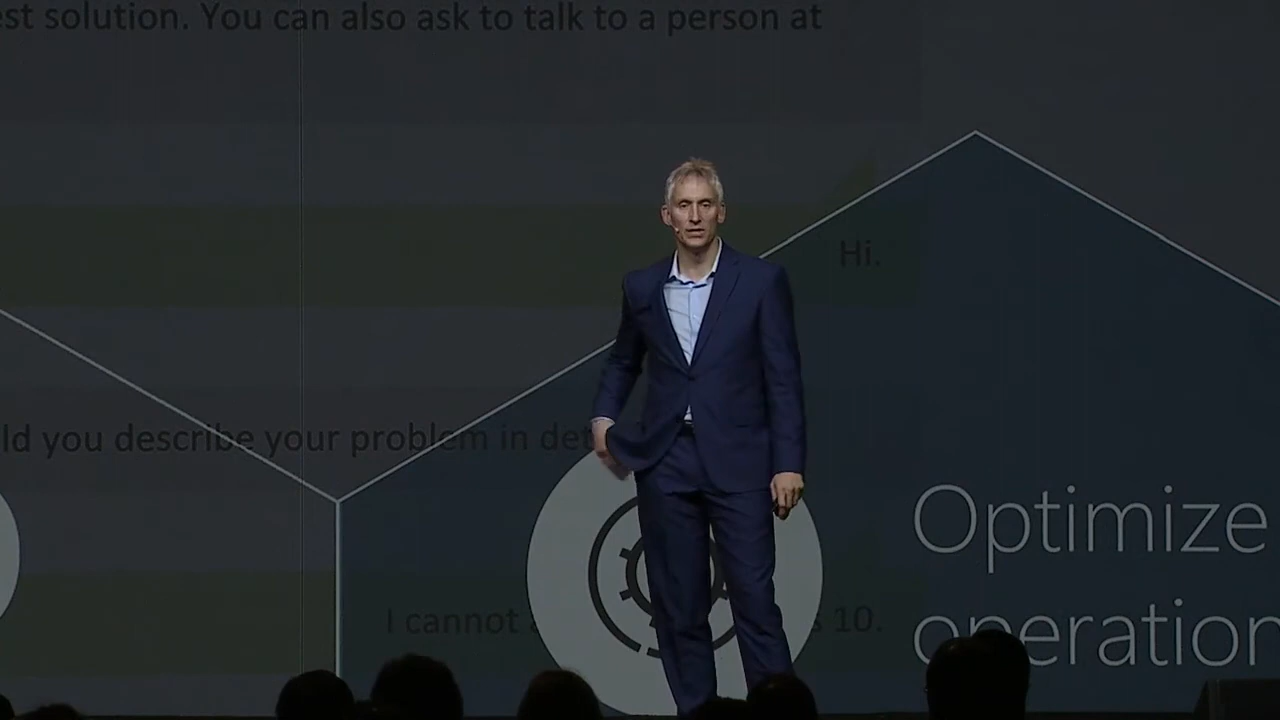 est solution. You can also ask to talk to a person at
Hi.
ld you describe your problem in det
I cannot
10.
Optimize
operation